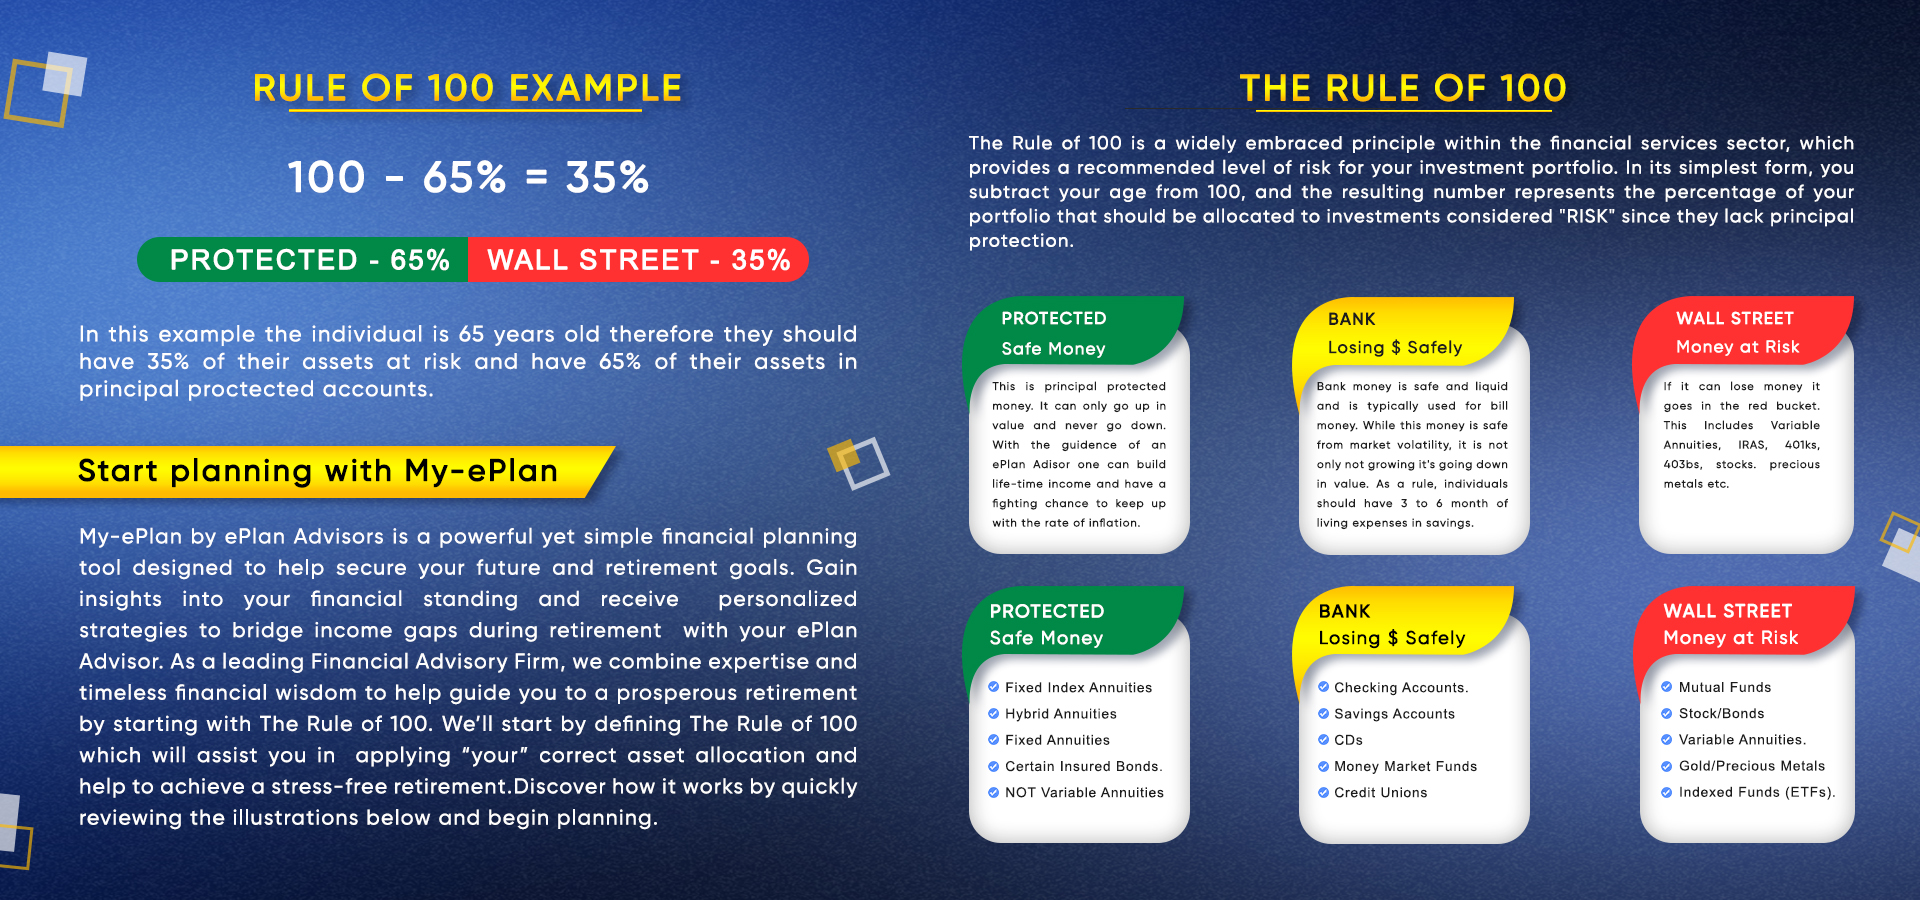 RULE OF 100 EXAMPLE
100 - 65% = 35%
PROTECTED - 65% WALL STREET - 35%
In this example the individual is 65 years old therefore they should
have 35% of their assets at risk and have 65% of their assets in
principal proctected accounts.
Start planning with My-ePlan
My-ePlan by ePlan Advisors is a powerful yet simple financial planning
tool designed to help secure your future and retirement goals. Gain
insights into your financial standing and receive personalized
strategies to bridge income gaps during retirement with your ePlan
Advisor. As a leading Financial Advisory Firm, we combine expertise and
timeless financial wisdom to help guide you to a prosperous retirement
by starting with The Rule of 100. We’ll start by defining The Rule of 100
which will assist you in applying “your” correct asset allocation and
help to achieve a stress-free retirement.Discover how it works by quickly
reviewing the illustrations below and begin planning.
THE RULE OF 100
The Rule of 100 is a widely embraced principle within the financial services sector, which
provides a recommended level of risk for your investment portfolio. In its simplest form, you
subtract your age from 100, and the resulting number represents the percentage of your
portfolio that should be allocated to investments considered "RISK" since they lack principal
protection.
PROTECTED
Safe Money
This is principal protected
money. It can only go up in
value and never go down.
With the guidence of an
ePlan Adisor one can build
life-time income and have a
fighting chance to keep up
with the rate of inflation.
BANK
Losing $ Safely
Bank money is safe and liquid
and is typically used for bill
money. While this money is safe
from market volatility, it is not
only not growing it's going down
in value. As a rule, individuals
should have 3 to 6 month of
living expenses in savings.
WALL STREET
Money at Risk
If it can lose money it
goes in the red bucket.
This Includes Variable
Annuities, IRAS, 401ks,
403bs, stocks. precious
metals etc.
PROTECTED
Safe Money
Fixed Index Annuities
Hybrid Annuities
Fixed Annuities
Certain Insured Bonds.
NOT Variable Annuities
BANK
Losing $ Safely
Checking Accounts.
Savings Accounts
CDs
Money Market Funds
Credit Unions
WALL STREET
Money at Risk
Mutual Funds
Stock/Bonds
Variable Annuities.
Gold/Precious Metals
Indexed Funds (ETFs).